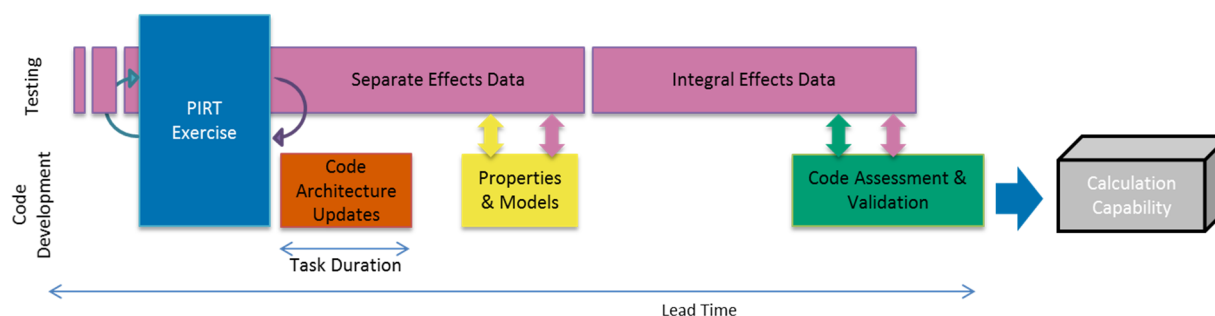 Testing
PIRT
Exercise
Separate Effects Data
Integral Effects Data
Code
Development
Code
Architecture
Updates
Properties
& Models
Code Assessment &
Validation
Calculation
Capability
Task Duration
Lead Time